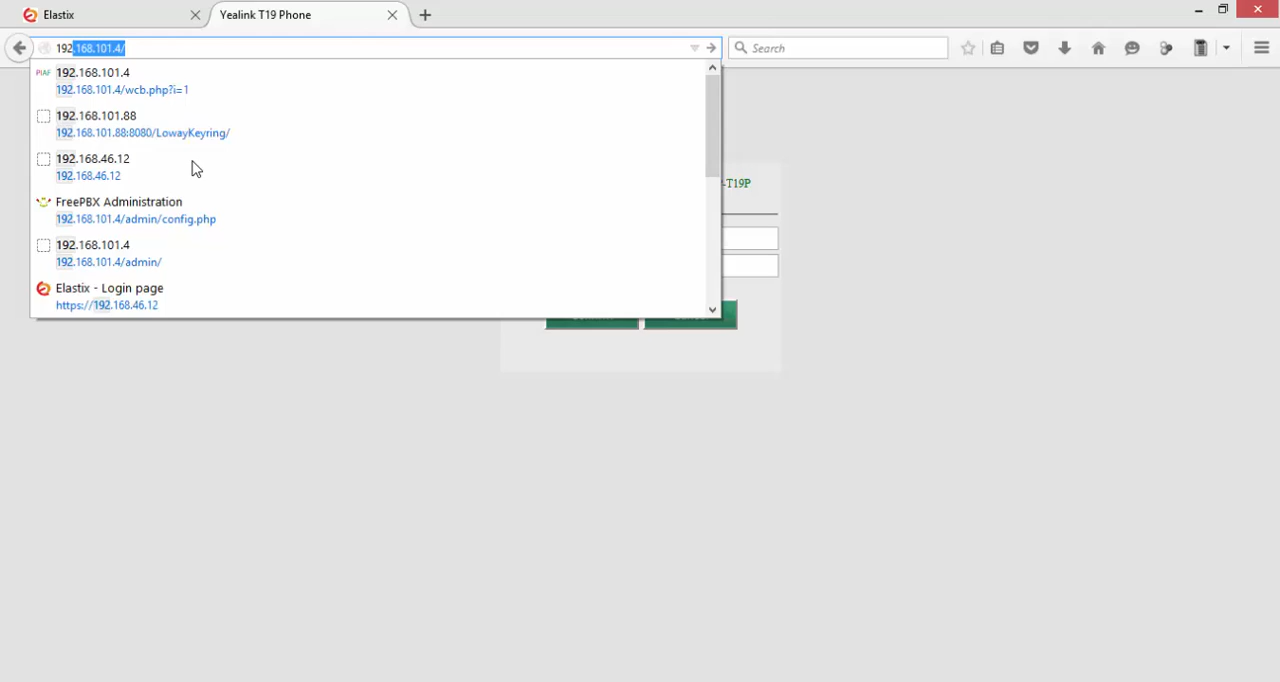 Elastix
Yealink T19 Phone
192.168.101.4/
Search
PIAF 192.168.101.4
192.168.101.4/wcb.php?i=1
192.168.101.88
192.168.101.88:8080/LowayKeyring/
192.168.46.12
192.168.46.12
-T19P
FreePBX Administration
192.168.101.4/admin/config.php
192.168.101.4
192.168.101.4/admin/
Elastix - Login page
https://192.168.46.12